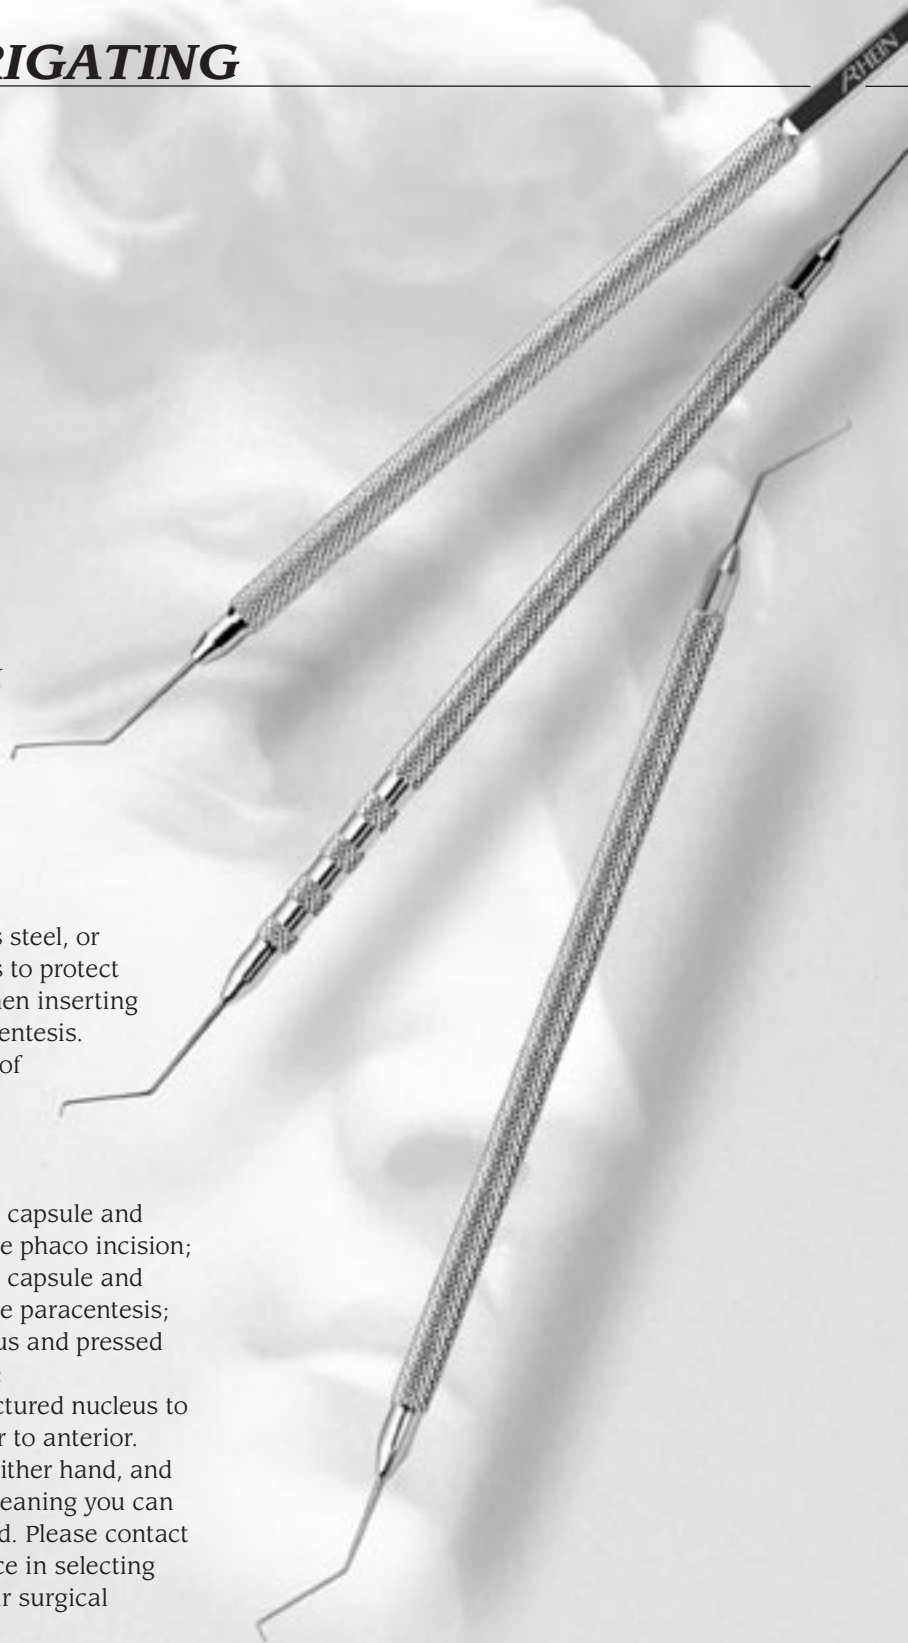 RIGATING
RHEIN
s steel, or
s to protect
hen inserting
entesis.
of
capsule and
e phaco incision;
capsule and
e paracentesis;
us and pressed
ctured nucleus to
r to anterior.
ither hand, and
eaning you can
d. Please contact
ce in selecting
r surgical